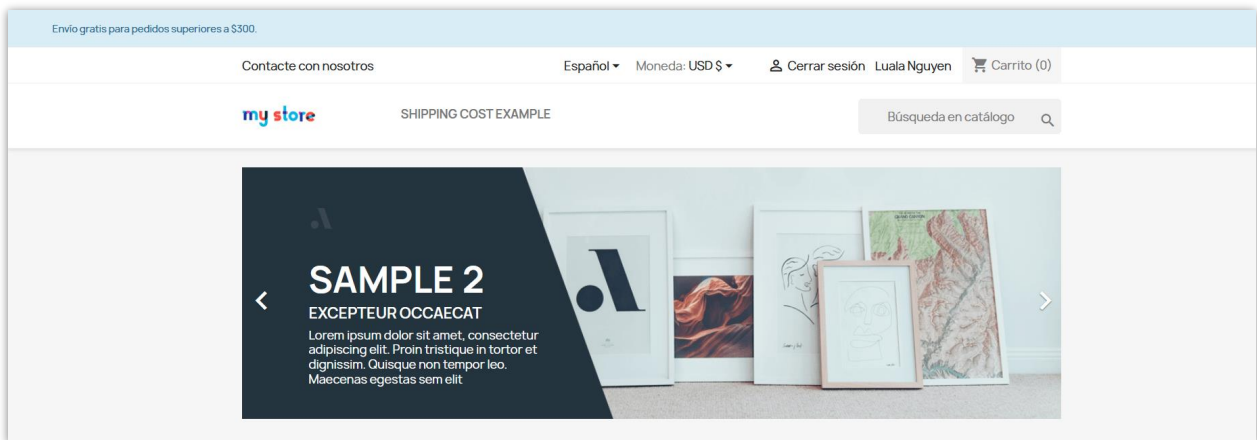 Envío gratis para pedidos superiores a $300.
Contacte con nosotros Español Moneda: USD $ Cerrar sesión Luala Nguyen Carrito (0)
my store SHIPPING COST EXAMPLE Búsqueda en catálogo
SAMPLE 2
EXCEPTEUR OCCAECAT
Lorem ipsum dolor sit amet, consectetur
adipiscing elit. Proin tristique in tortor et
dignissim. Quisque non tempor leo.
Maecenas egestas sem elit